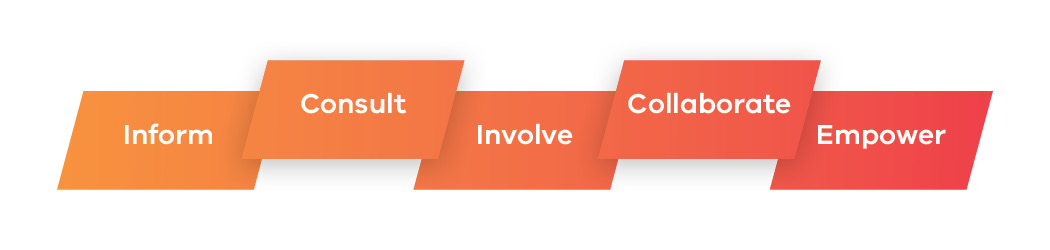 Inform
Consult
Involve
Collaborate
Empower